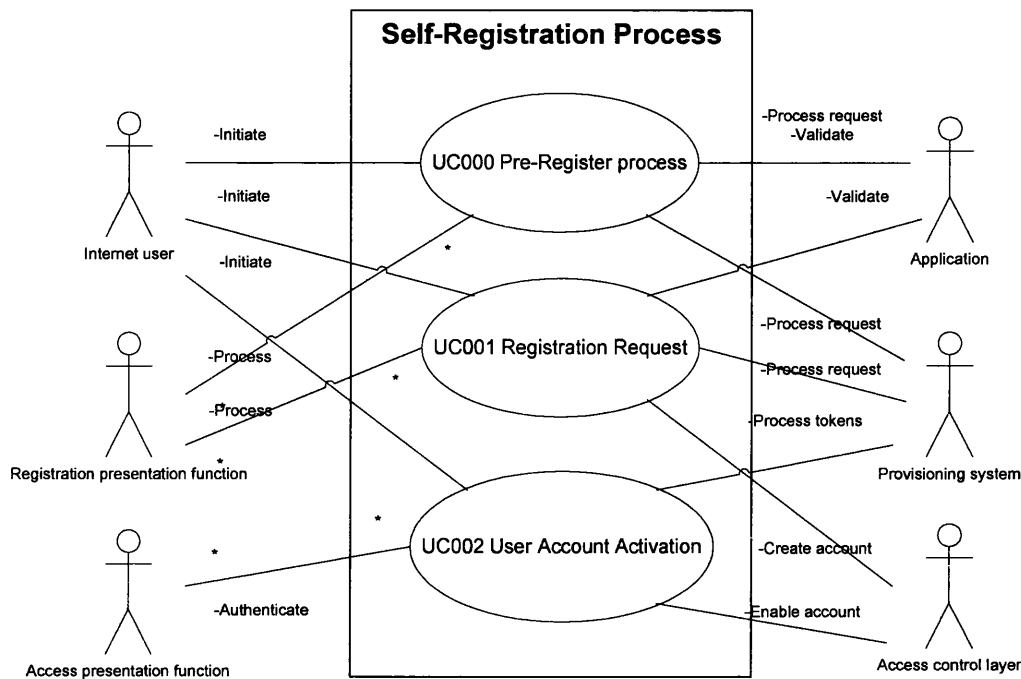 Self-Registration Process
-Initiate
-Process request
-Validate
UC000 Pre-Register process
-Initiate
-Validate
Internet user
*
Application
-Initiate
-Process request
UC001 Registration Request
-Process
-Process request
*
*
-Process
-Process tokens
Registration presentation function
*
Provisioning system
*
*
UC002 User Account Activation
-Create account
-Authenticate
-Enable account
Access presentation function
Access control layer